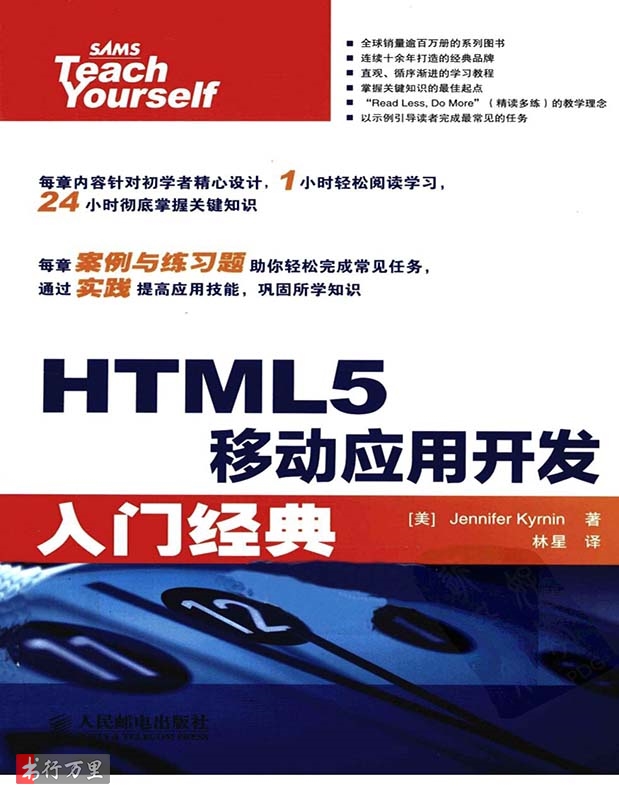 SAMS
Teach
Yourself
■ 全球销量逾百万册的系列图书
■ 连续十余年打造的经典品牌
■ 直观、循序渐进的学习教程
■ 掌握关键知识的最佳起点
■ “Read Less, Do More”（精读多练）的教学理念
■ 以示例引导读者完成最常见的任务
每章内容针对初学者精心设计，1小时轻松阅读学习，
24 小时彻底掌握关键知识
每章 案例与练习题 助你轻松完成常见任务，
通过 实践 提高应用技能，巩固所学知识
HTML5
移动应用开发
入门经典
[美] Jennifer Kyrnin 著
林星 译
11
12
人民邮电出版社
POSTS & TELECOM PRESS
PDG
书行万里